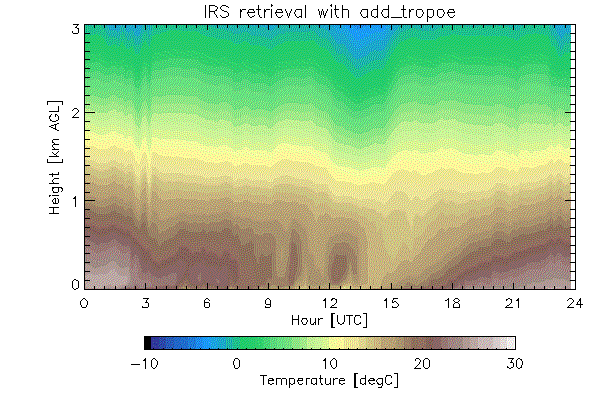 IRS retrieval with add_tropoe
3
2
1
0
Height [km AGL]
0 3 6 9 12 15 18 21 24
Hour [UTC]
−10 0 10 20 30
Temperature [degC]